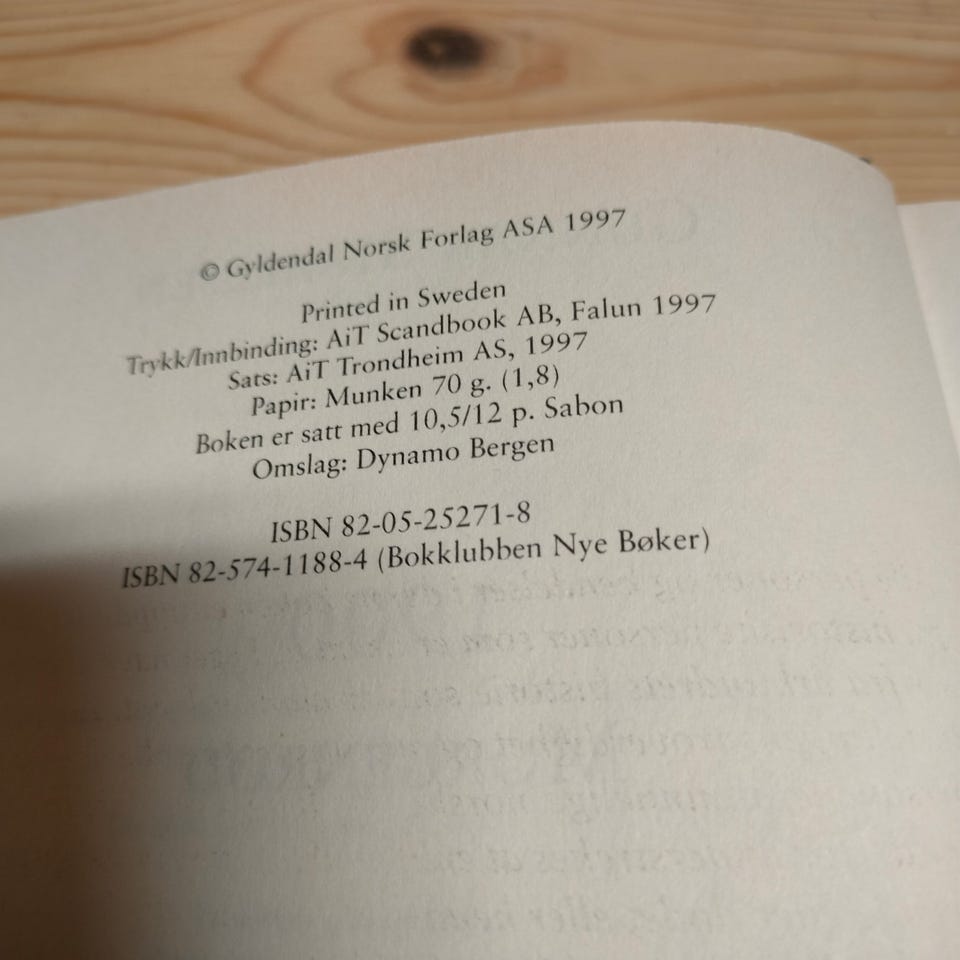 © Gyldendal Norsk Forlag ASA 1997
Printed in Sweden
Trykk/Innbinding: AiT Scandbook AB, Falun 1997
Sats: AiT Trondheim AS, 1997
Papir: Munken 70 g. (1,8)
Boken er satt med 10,5/12 p. Sabon
Omslag: Dynamo Bergen
ISBN 82-05-25271-8
ISBN 82-574-1188-4 (Bokklubben Nye Bøker)